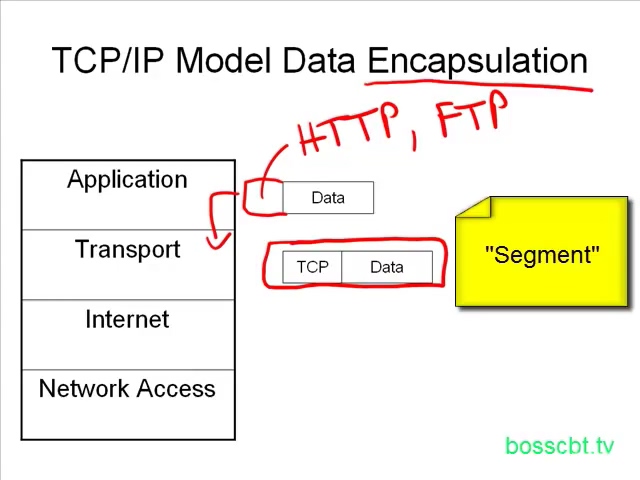 TCP/IP Model Data Encapsulation
HTTP, FTP
Application
Data
Transport
TCP Data
"Segment"
Internet
Network Access
bosscbt.tv